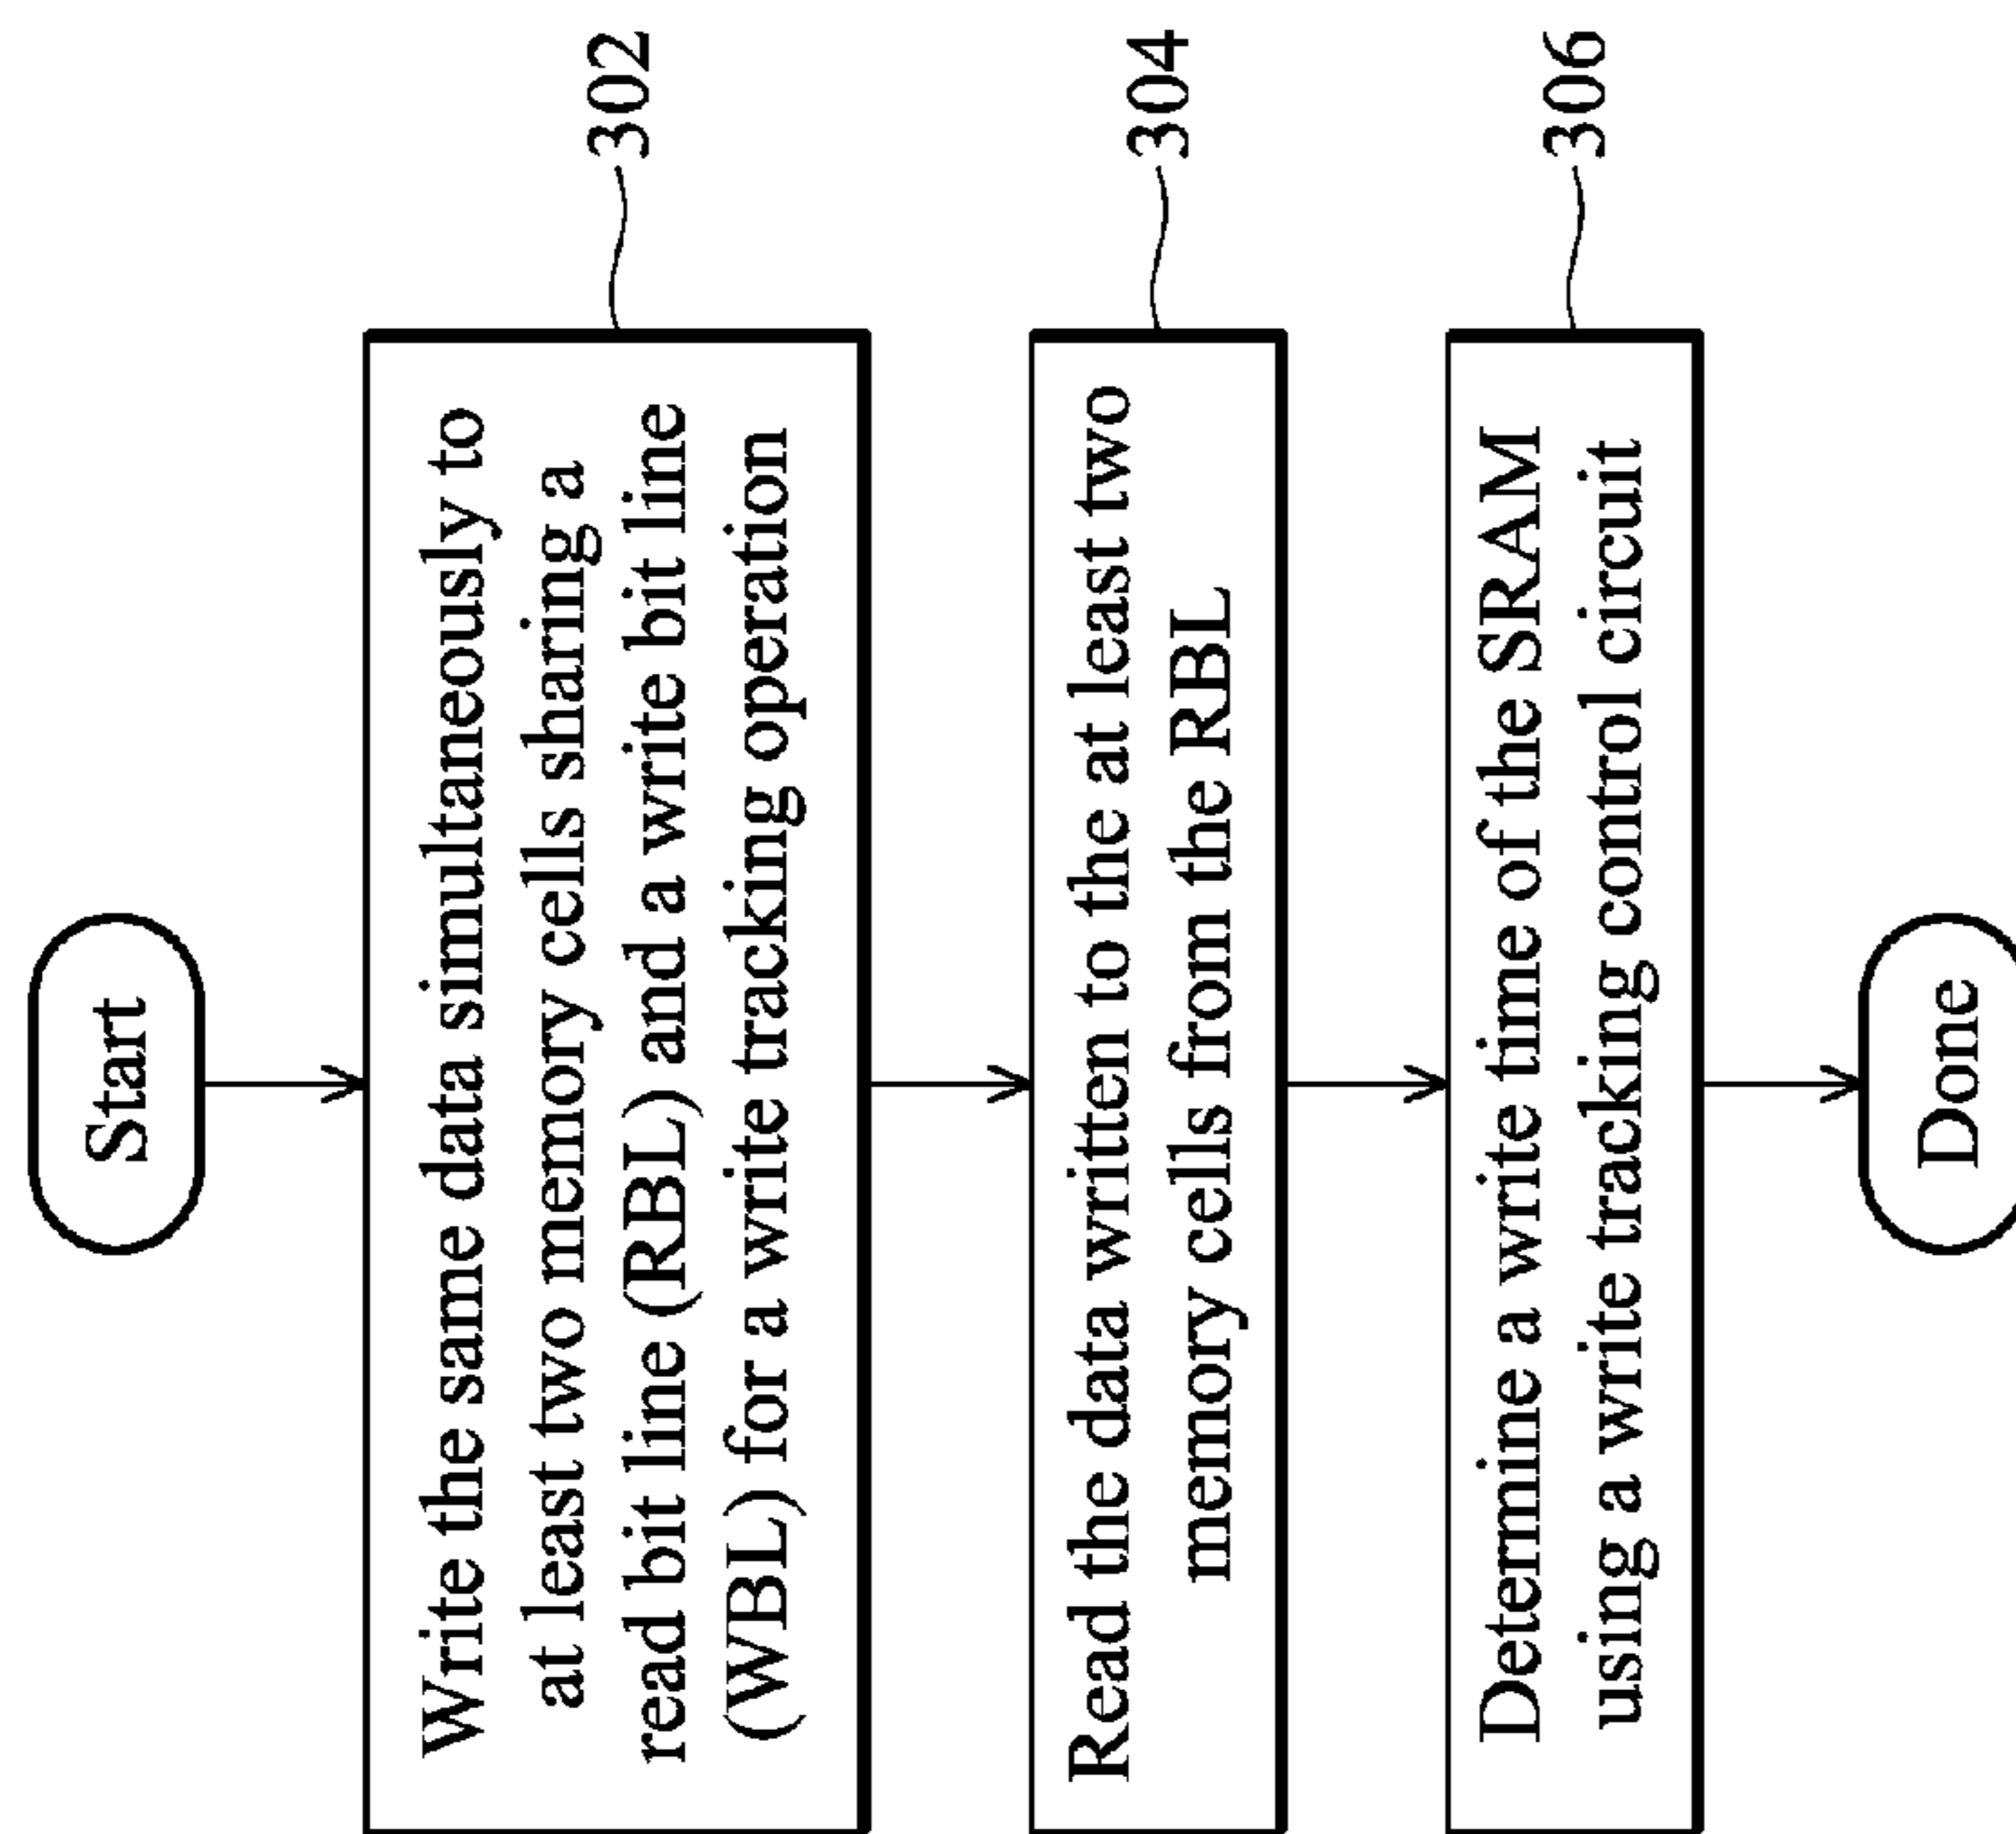 Start
Write the same data simultaneously to
at least two memory cells sharing a
read bit line (RBL) and a write bit line
(WBL) for a write tracking operation
302
Read the data written to the at least two
memory cells from the RBL
304
Determine a write time of the SRAM
using a write tracking control circuit
306
Done